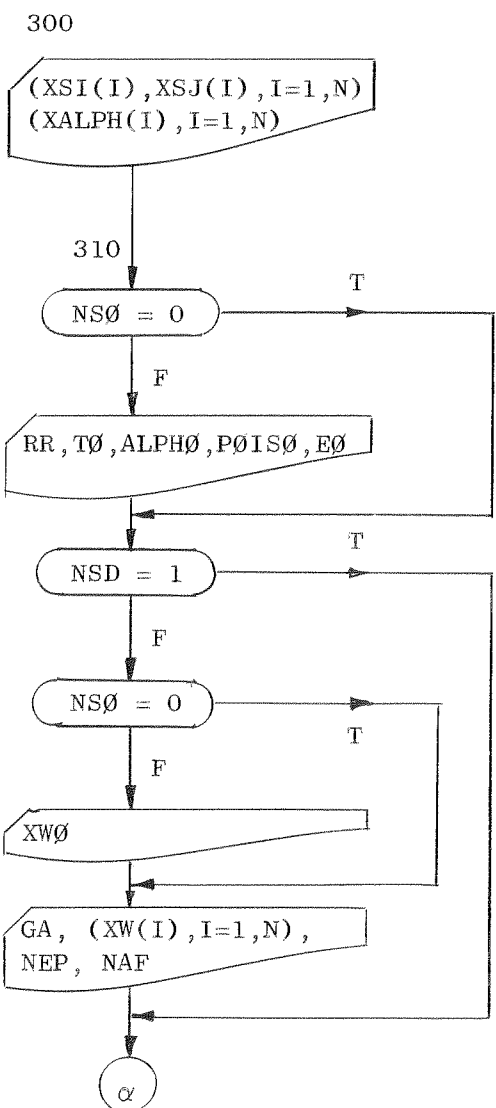 300
(XSI(I),XSJ(I),I=1,N)
(XALPH(I),I=1,N)
310
NSØ = 0
T
F
RR,TØ,ALPHØ,PØISØ,EØ
NSD = 1
T
F
NSØ = 0
T
F
XWØ
GA, (XW(I),I=1,N),
NEP, NAF
α